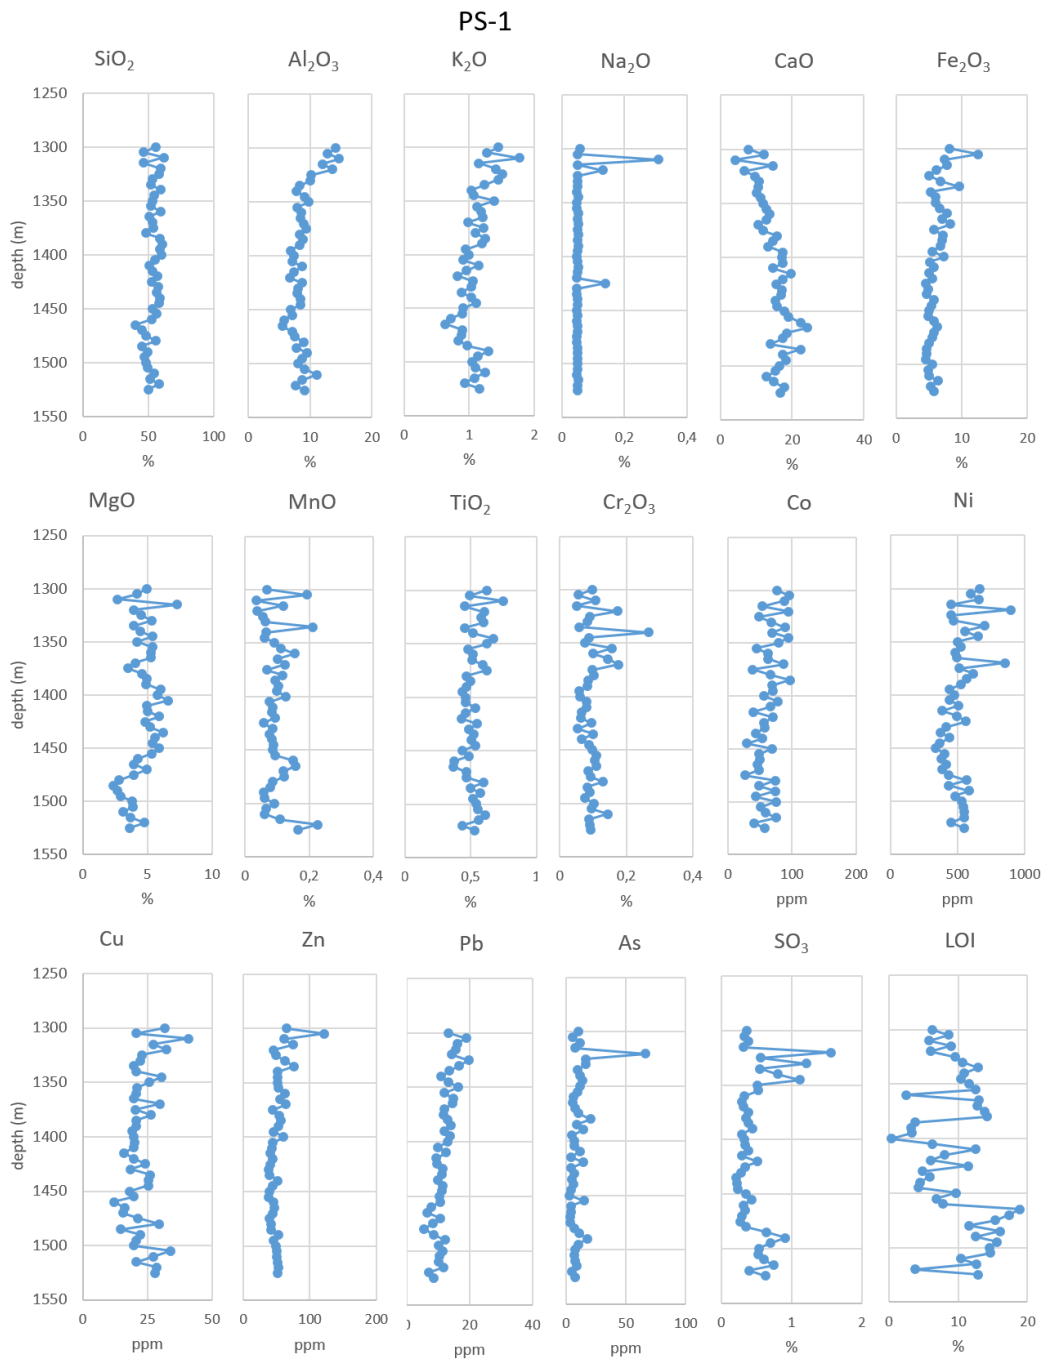 PS-1
SiO2 Al2O3 K2O Na2O CaO Fe2O3
1250
1300
1350
1400
1450
1500
1550
depth (m)
0 50 100 0 10 20 0 1 2 0 0,2 0,4 0 20 40 0 10 20
% % % % % %
MgO MnO TiO2 Cr2O3 Co Ni
1250
1300
1350
1400
1450
1500
1550
depth (m)
0 5 10 0 0,2 0,4 0 0,5 1 0 0,2 0,4 0 100 200 0 500 1000
% % % % ppm ppm
Cu Zn Pb As SO3 LOI
1250
1300
1350
1400
1450
1500
1550
depth (m)
0 25 50 0 100 200 0 20 40 0 50 100 0 1 2 0 10 20
ppm ppm ppm ppm % %